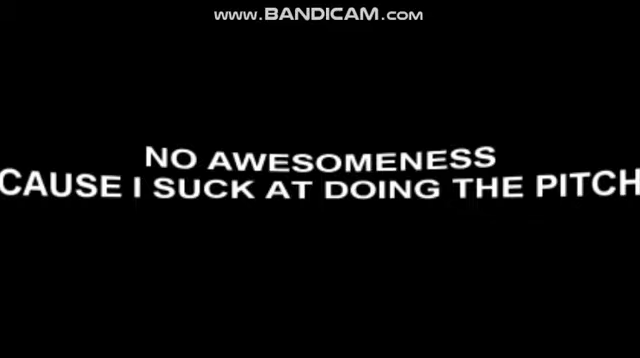 www.BANDICAM.com
NO AWESOMENESS
CAUSE I SUCK AT DOING THE PITCH